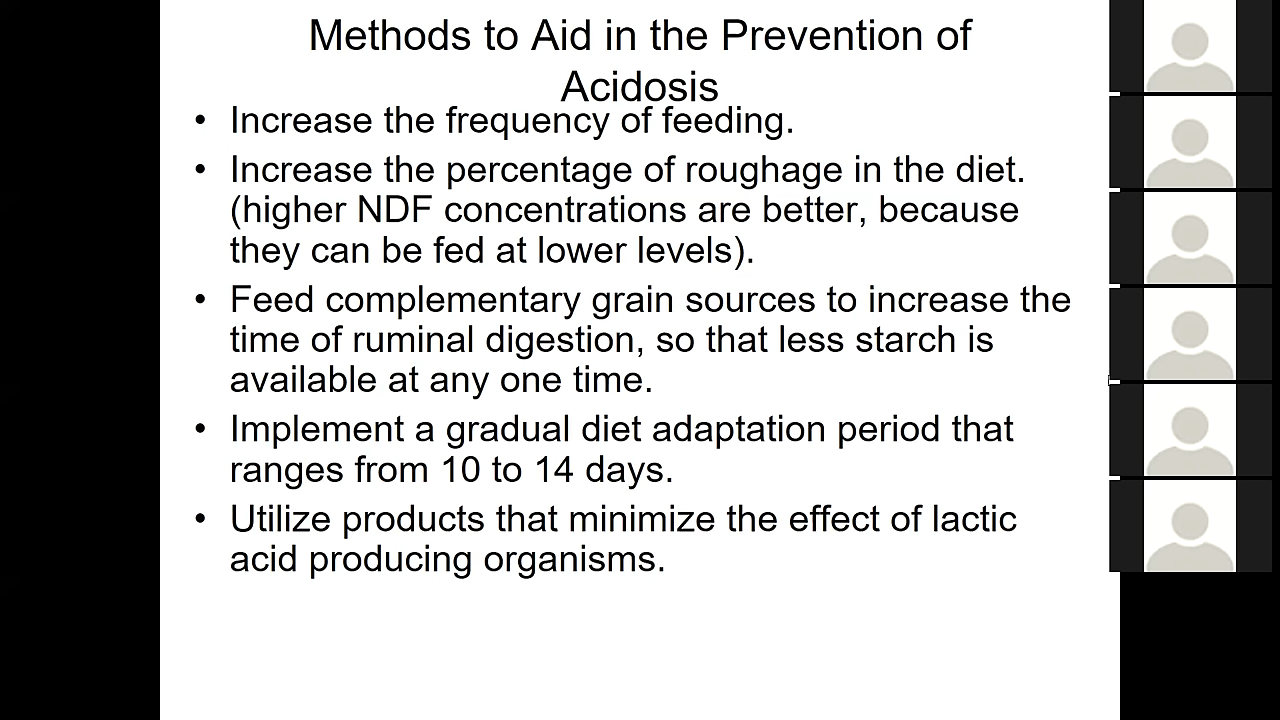 Methods to Aid in the Prevention of
Acidosis
• Increase the frequency of feeding.
• Increase the percentage of roughage in the diet.
(higher NDF concentrations are better, because
they can be fed at lower levels).
• Feed complementary grain sources to increase the
time of ruminal digestion, so that less starch is
available at any one time.
• Implement a gradual diet adaptation period that
ranges from 10 to 14 days.
• Utilize products that minimize the effect of lactic
acid producing organisms.